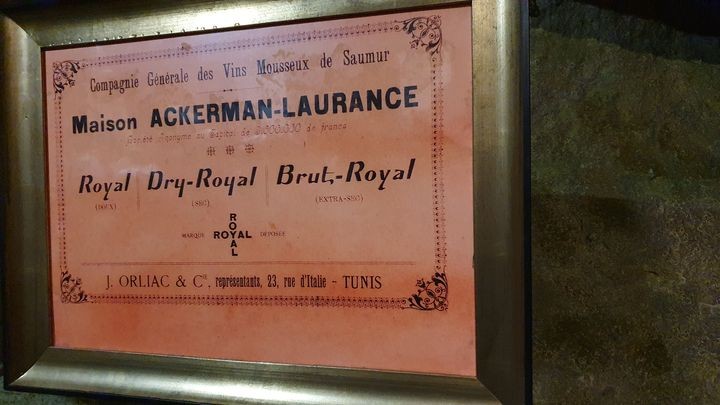 Compagnie Générale des Vins Mousseux de Saumur
Maison ACKERMAN-LAURANCE
Société Anonyme au Capital de 3.000.000 de francs
Royal Dry-Royal Brut-Royal
(DOUX) (SEC) (EXTRA-SEC)
MARQUE ROYAL DÉPOSÉE
ROYAL
J. ORLIAC & Cie, représentants, 23, rue d'Italie - TUNIS